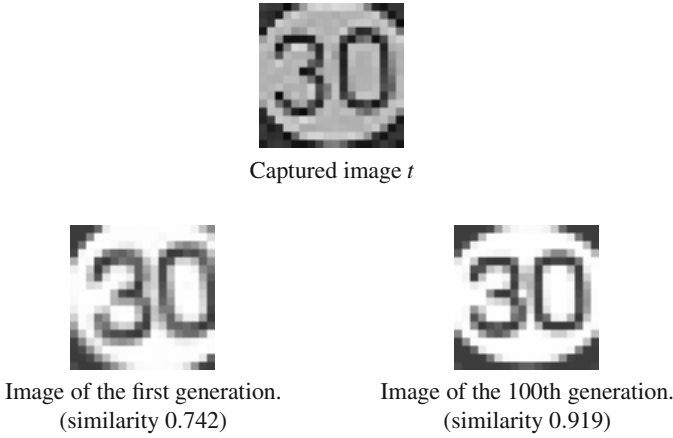 30
Captured image t
30
30
Image of the first generation.
(similarity 0.742)
Image of the 100th generation.
(similarity 0.919)